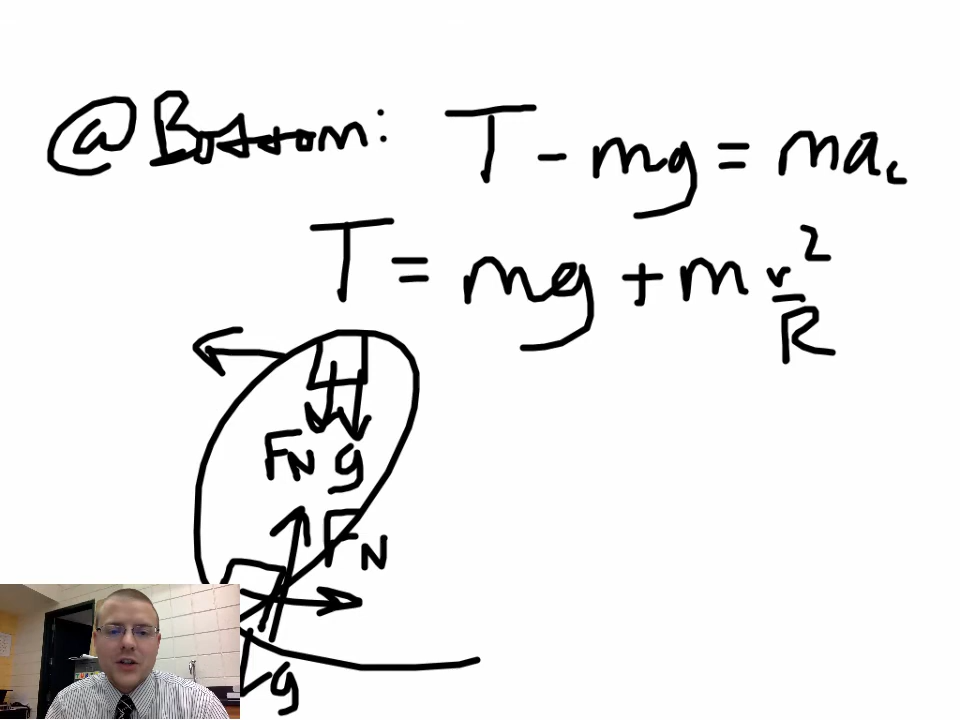 @Bottom: T - mg = mac
T = mg + m v²/R
FN g
FN
g